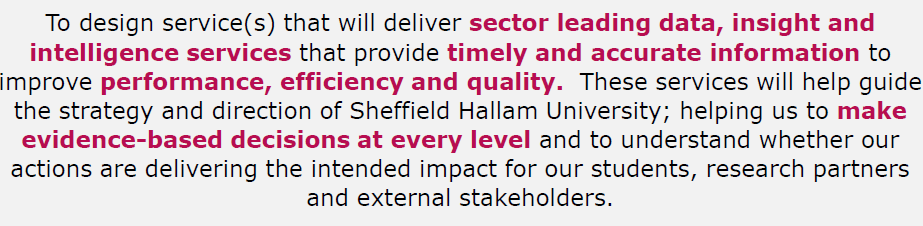 To design service(s) that will deliver sector leading data, insight and
intelligence services that provide timely and accurate information to
improve performance, efficiency and quality.  These services will help guide
the strategy and direction of Sheffield Hallam University; helping us to make
evidence-based decisions at every level and to understand whether our
actions are delivering the intended impact for our students, research partners
and external stakeholders.